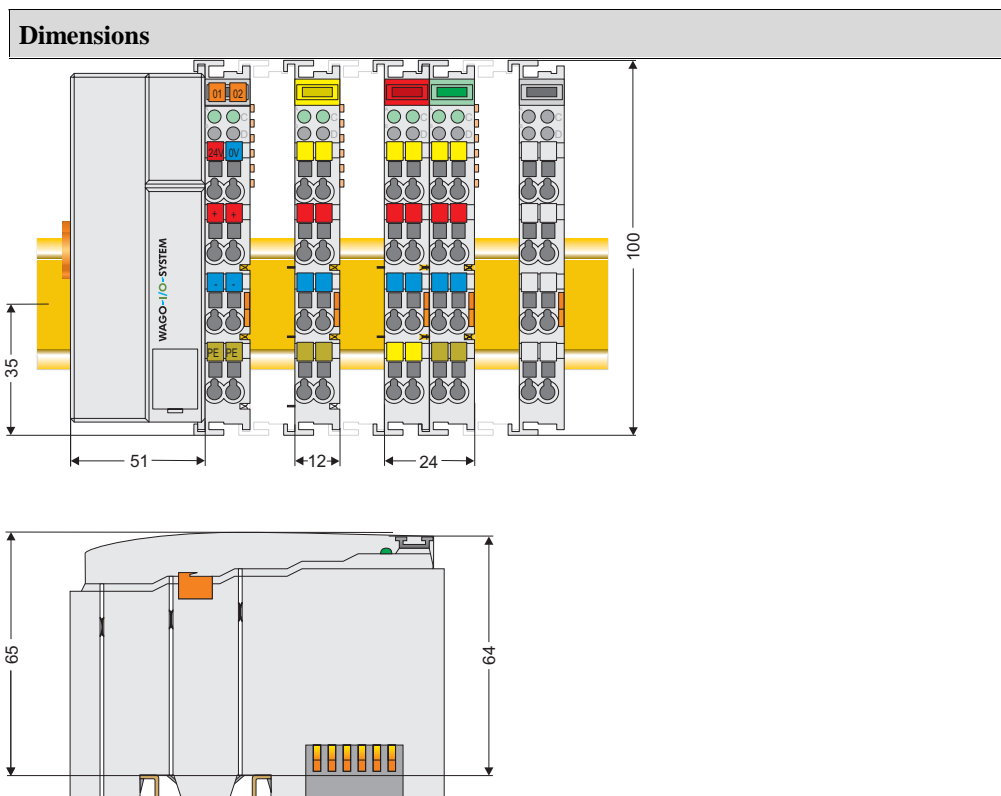 Dimensions
01 02
C C C C
D D D D
24V 0V
+ +
- -
PE PE
WAGO-I/O-SYSTEM
100
35
51
12
24
65
64